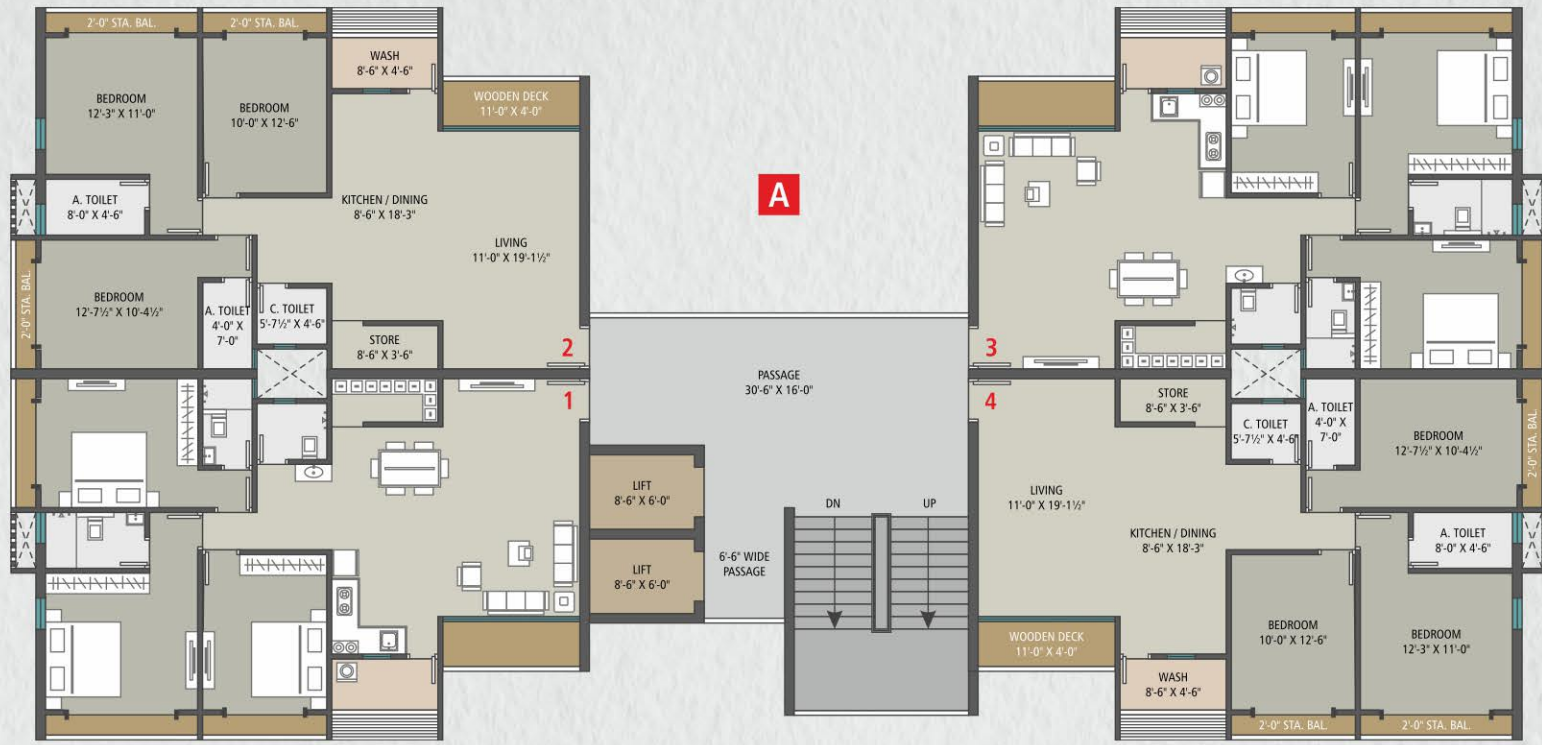 2'-0" STA. BAL.
2'-0" STA. BAL.
BEDROOM
12'-3" X 11'-0"
BEDROOM
10'-0" X 12'-6"
WASH
8'-6" X 4'-6"
WOODEN DECK
11'-0" X 4'-0"
A. TOILET
8'-0" X 4'-6"
KITCHEN / DINING
8'-6" X 18'-3"
LIVING
11'-0" X 19'-1½"
2'-0" STA. BAL.
BEDROOM
12'-7½" X 10'-4½"
A. TOILET
4'-0" X
7'-0"
C. TOILET
5'-7½" X 4'-6"
STORE
8'-6" X 3'-6"
2
1
A
PASSAGE
30'-6" X 16'-0"
LIFT
8'-6" X 6'-0"
LIFT
8'-6" X 6'-0"
6'-6" WIDE
PASSAGE
DN
UP
3
4
STORE
8'-6" X 3'-6"
C. TOILET
5'-7½" X 4'-6"
A. TOILET
4'-0" X
7'-0"
BEDROOM
12'-7½" X 10'-4½"
2'-0" STA. BAL.
LIVING
11'-0" X 19'-1½"
KITCHEN / DINING
8'-6" X 18'-3"
A. TOILET
8'-0" X 4'-6"
WOODEN DECK
11'-0" X 4'-0"
WASH
8'-6" X 4'-6"
BEDROOM
10'-0" X 12'-6"
BEDROOM
12'-3" X 11'-0"
2'-0" STA. BAL.
2'-0" STA. BAL.